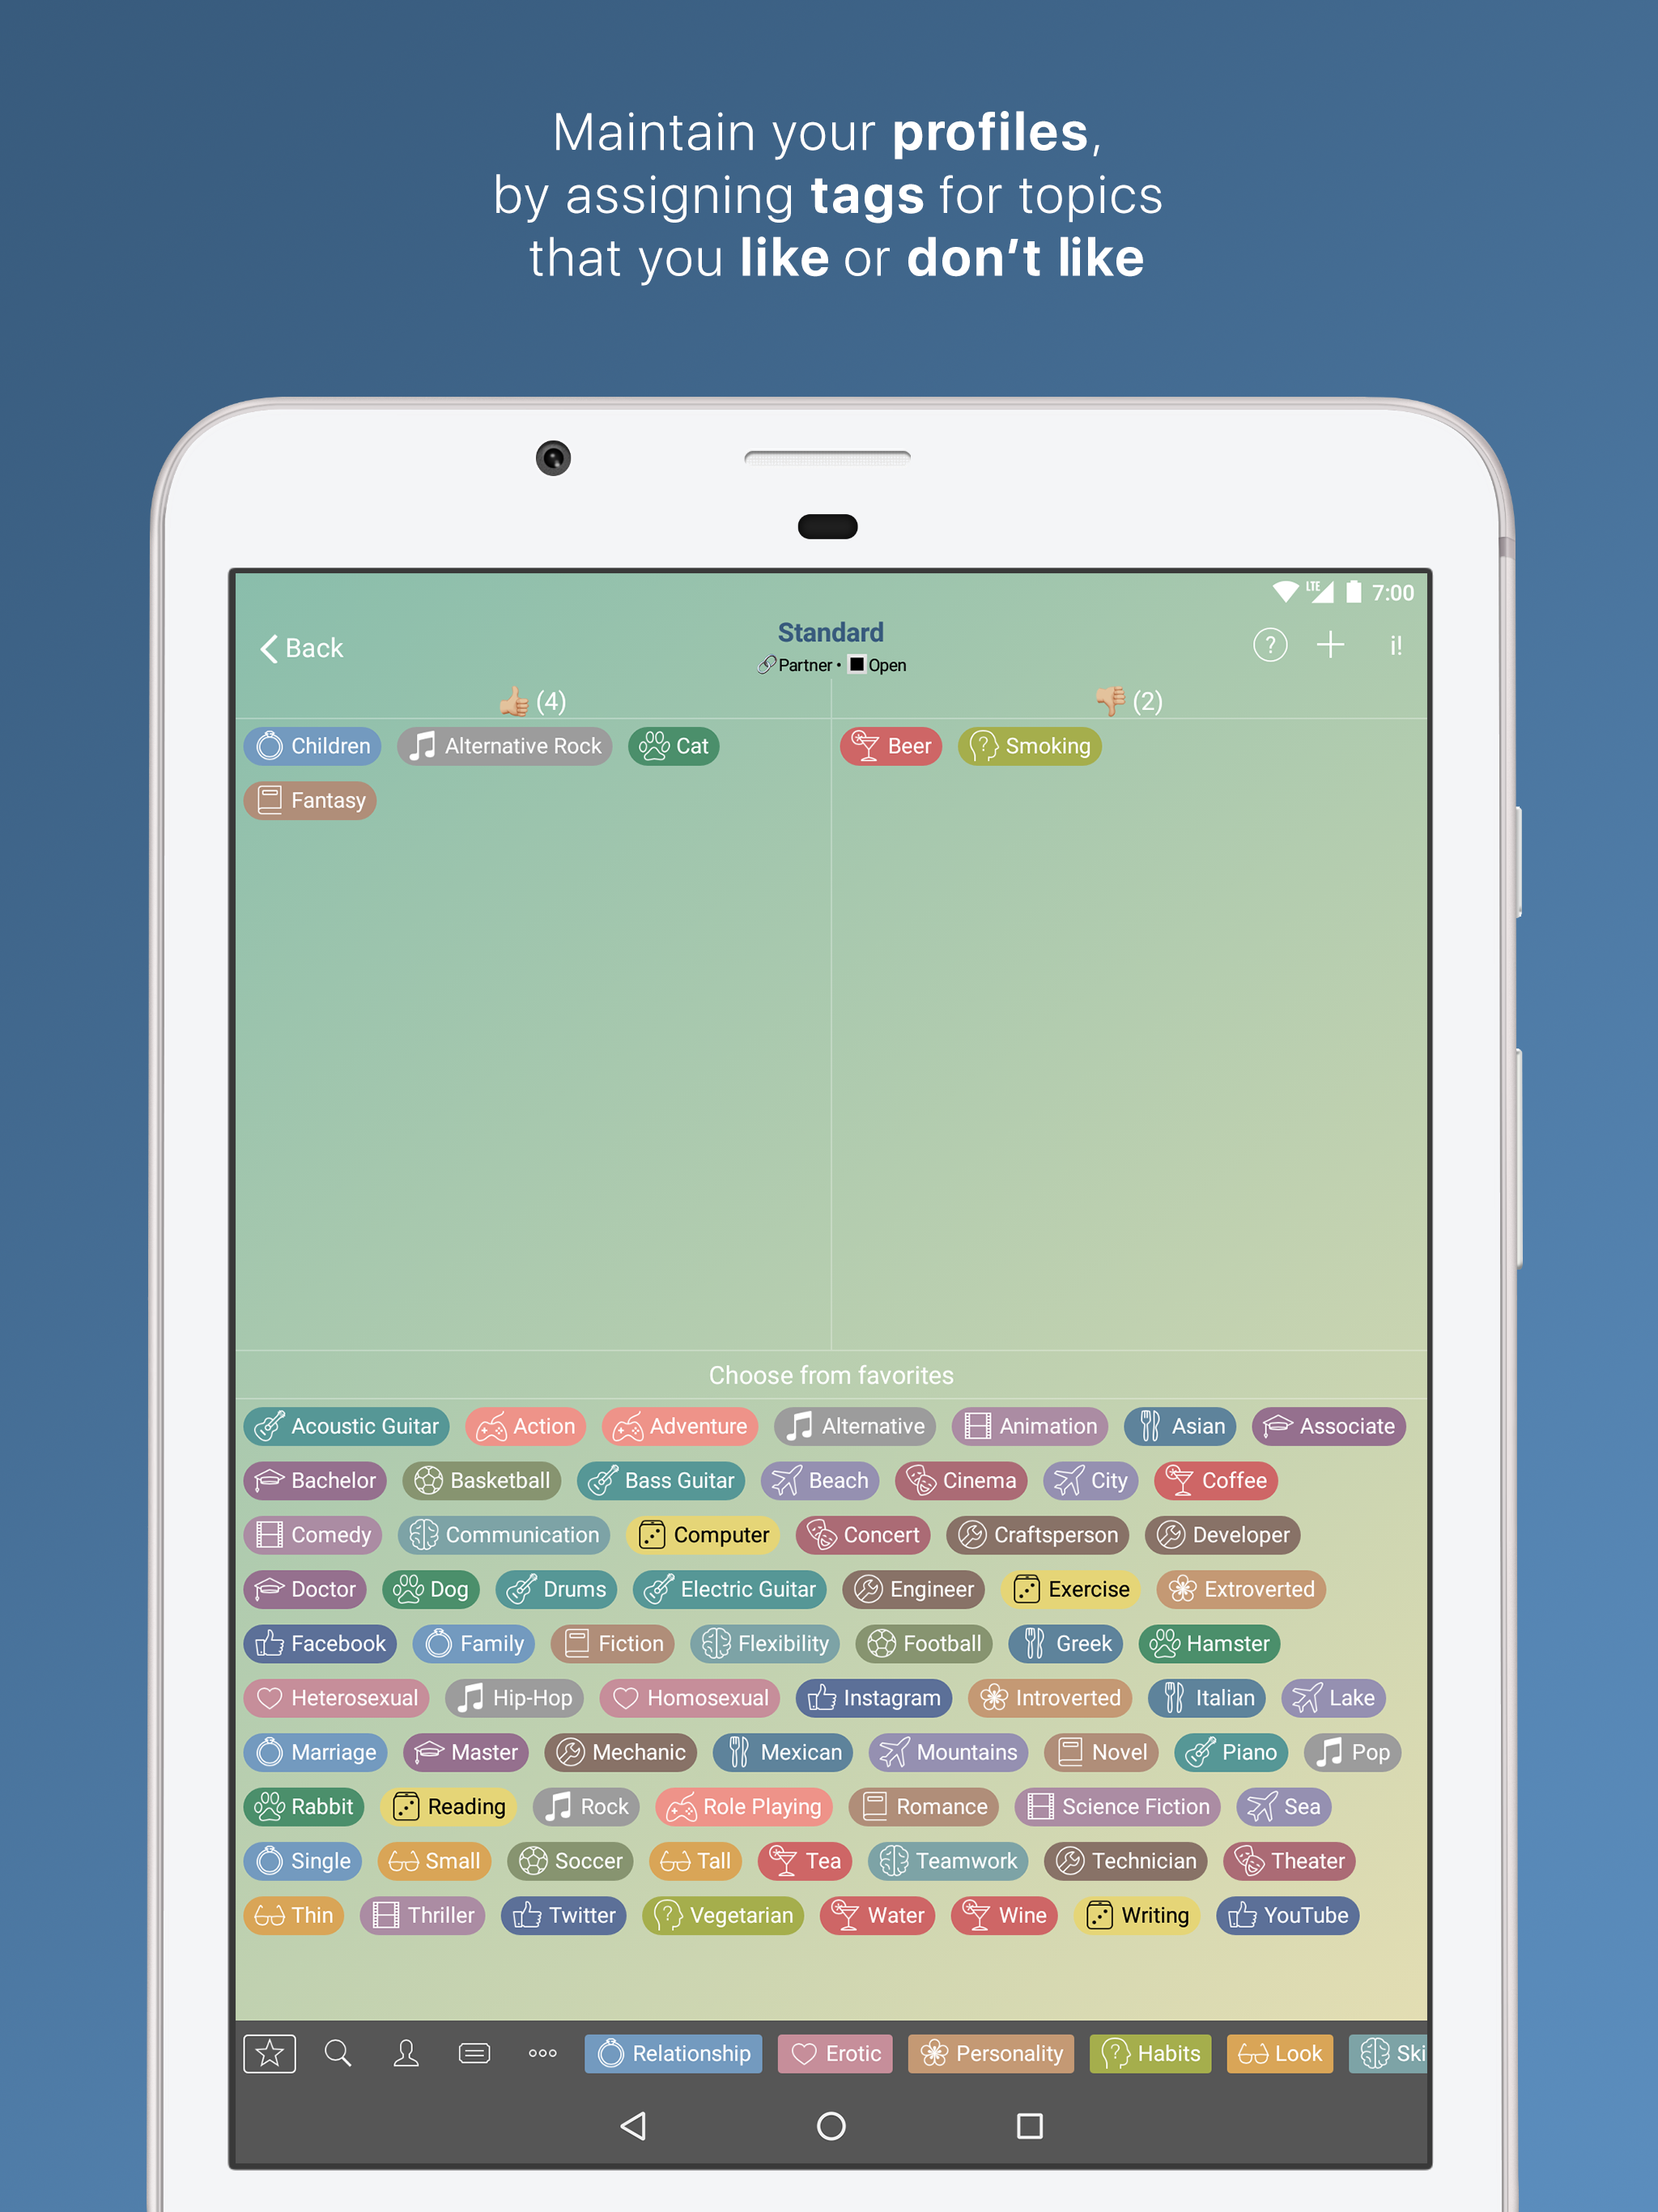 Maintain your profiles,
by assigning tags for topics
that you like or don't like
LTE 7:00
Back
Standard
Partner • Open
? + i!
(4)
(2)
Children Alternative Rock Cat
Fantasy
Beer Smoking
Choose from favorites
Acoustic Guitar Action Adventure Alternative Animation Asian Associate
Bachelor Basketball Bass Guitar Beach Cinema City Coffee
Comedy Communication Computer Concert Craftsperson Developer
Doctor Dog Drums Electric Guitar Engineer Exercise Extroverted
Facebook Family Fiction Flexibility Football Greek Hamster
Heterosexual Hip-Hop Homosexual Instagram Introverted Italian Lake
Marriage Master Mechanic Mexican Mountains Novel Piano Pop
Rabbit Reading Rock Role Playing Romance Science Fiction Sea
Single Small Soccer Tall Tea Teamwork Technician Theater
Thin Thriller Twitter Vegetarian Water Wine Writing YouTube
Relationship Erotic Personality Habits Look Ski